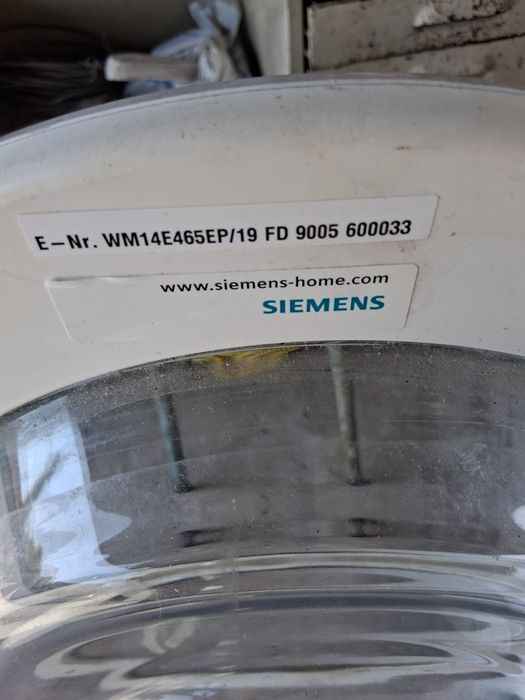 E-Nr. WM14E465EP/19 FD 9005 600033
www.siemens-home.com
SIEMENS